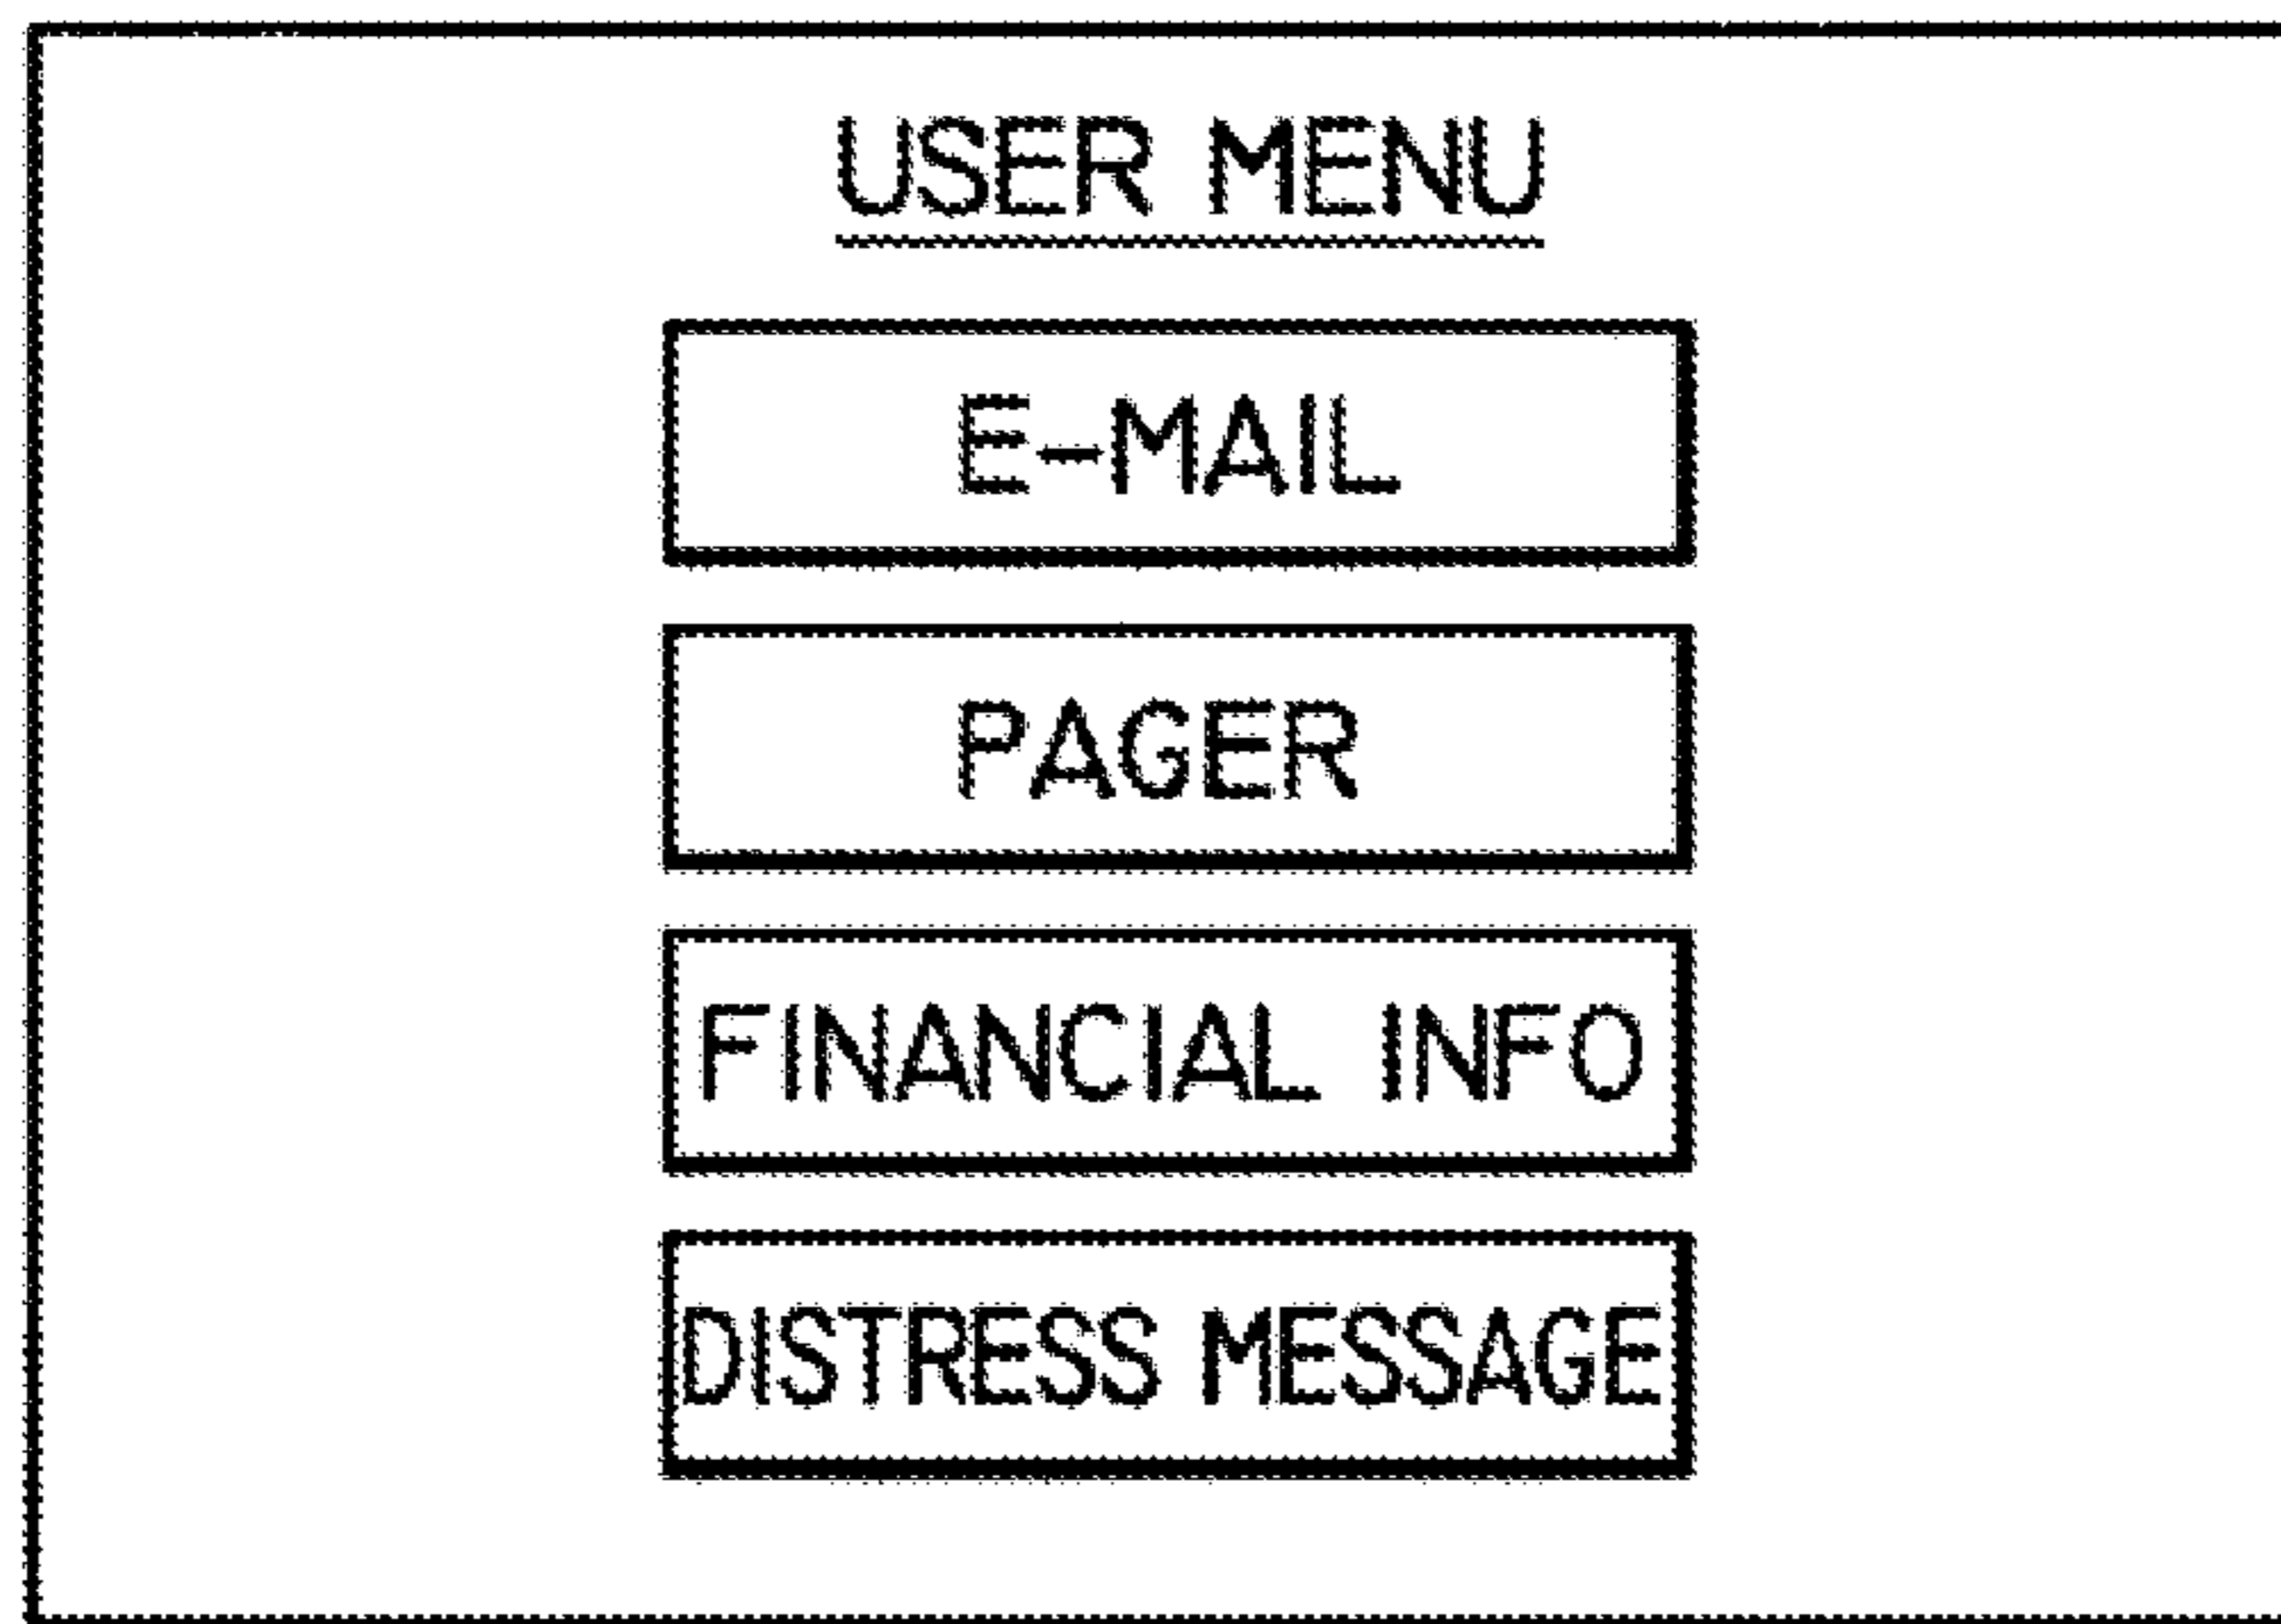 USER MENU
E-MAIL
PAGER
FINANCIAL INFO
DISTRESS MESSAGE